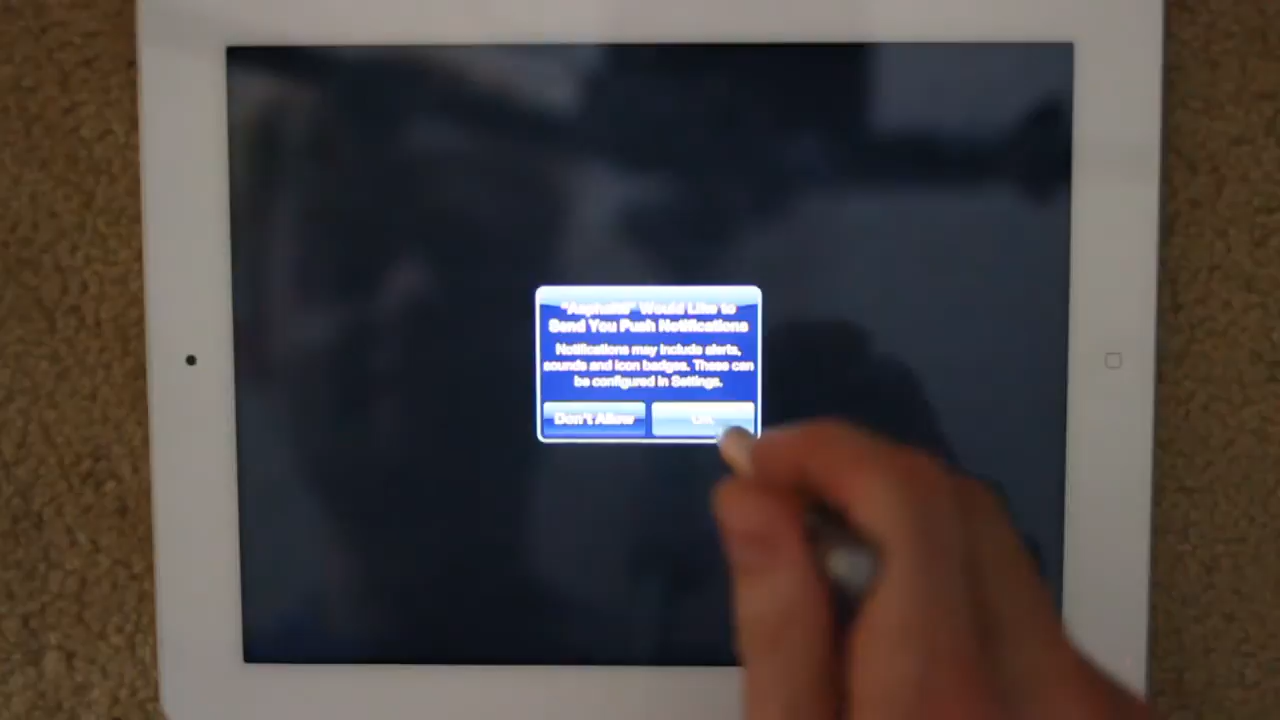 Would Like to
Send You Push Notifications
Notifications may include alerts,
sounds and icon badges. These can
be configured in Settings.
Don't Allow